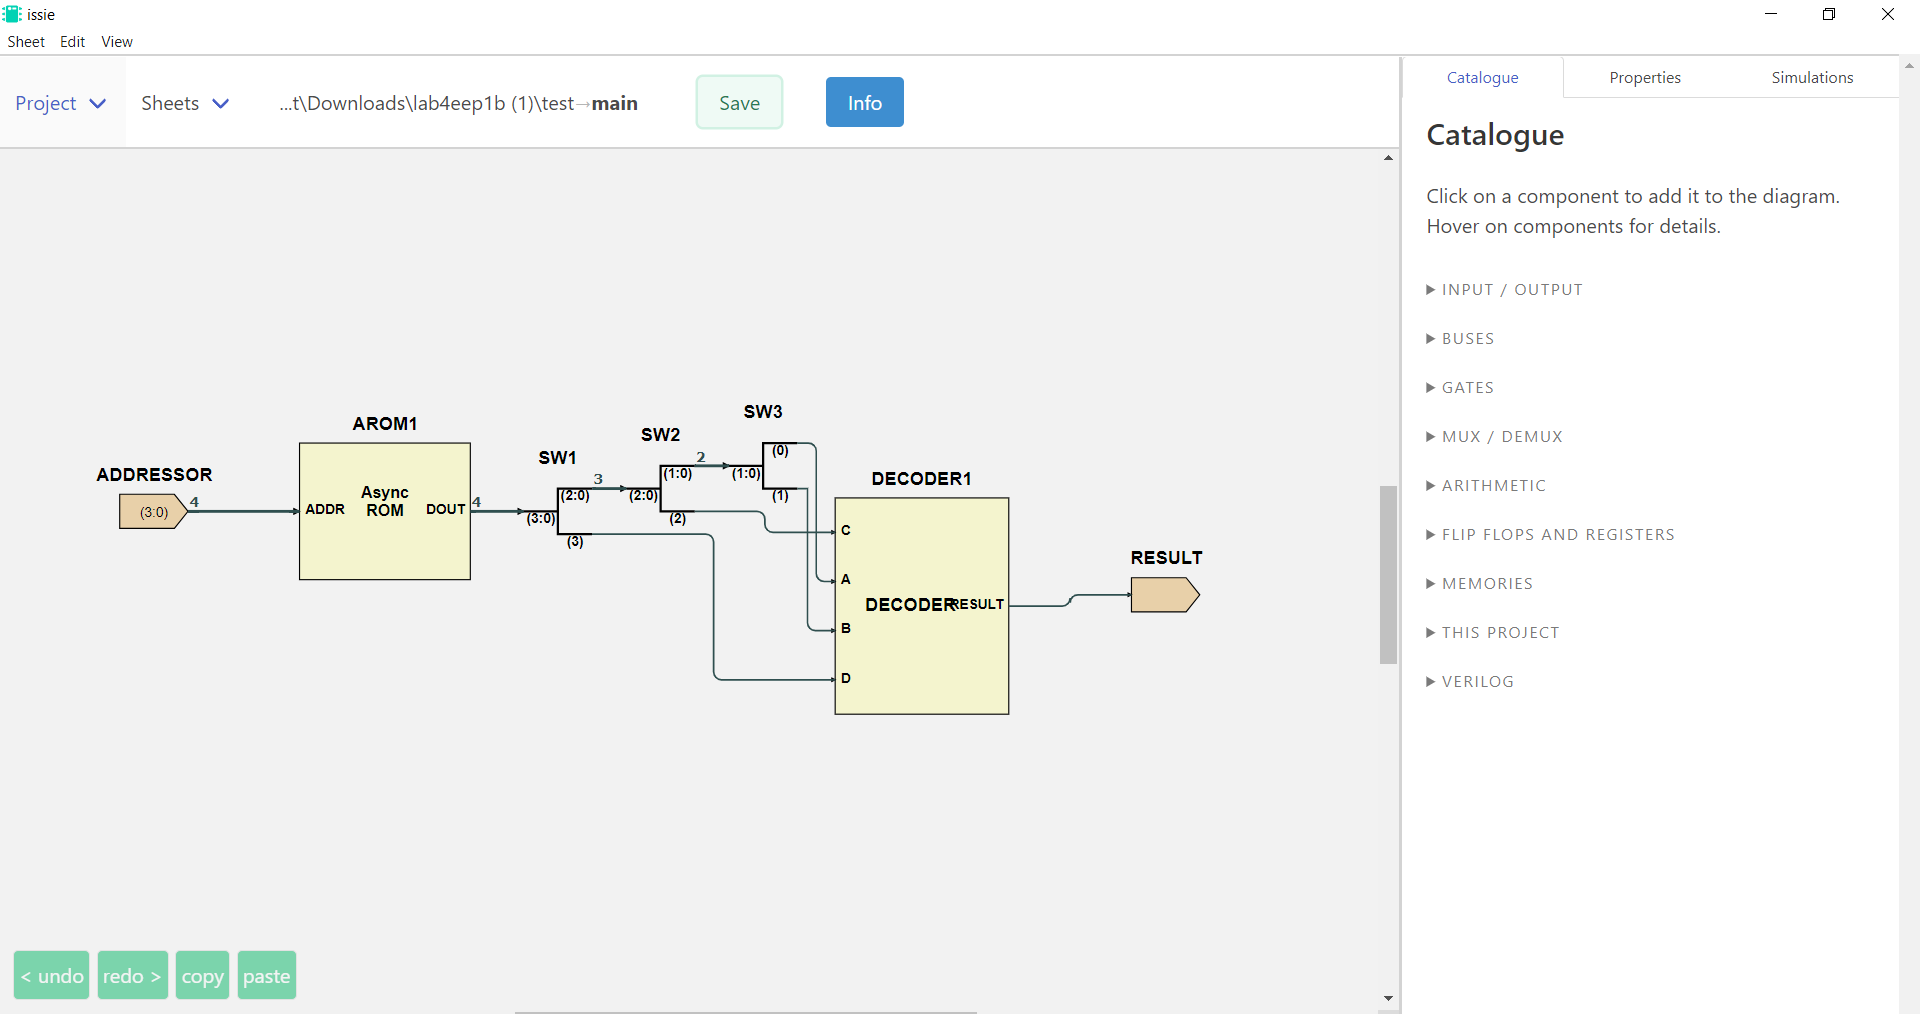 issie
Sheet Edit View
Project Sheets ...t\Downloads\lab4eep1b (1)\test→main Save Info
Catalogue Properties Simulations
Catalogue
Click on a component to add it to the diagram.
Hover on components for details.
INPUT / OUTPUT
BUSES
GATES
MUX / DEMUX
ARITHMETIC
FLIP FLOPS AND REGISTERS
MEMORIES
THIS PROJECT
VERILOG
ADDRESSOR
(3:0)
4
AROM1
ADDR
Async
ROM
DOUT
4
SW1
(3:0)
(2:0)
(3)
3
SW2
(2:0)
(1:0)
(2)
2
SW3
(1:0)
(0)
(1)
DECODER1
C
A
B
D
DECODER
RESULT
RESULT
< undo redo > copy paste